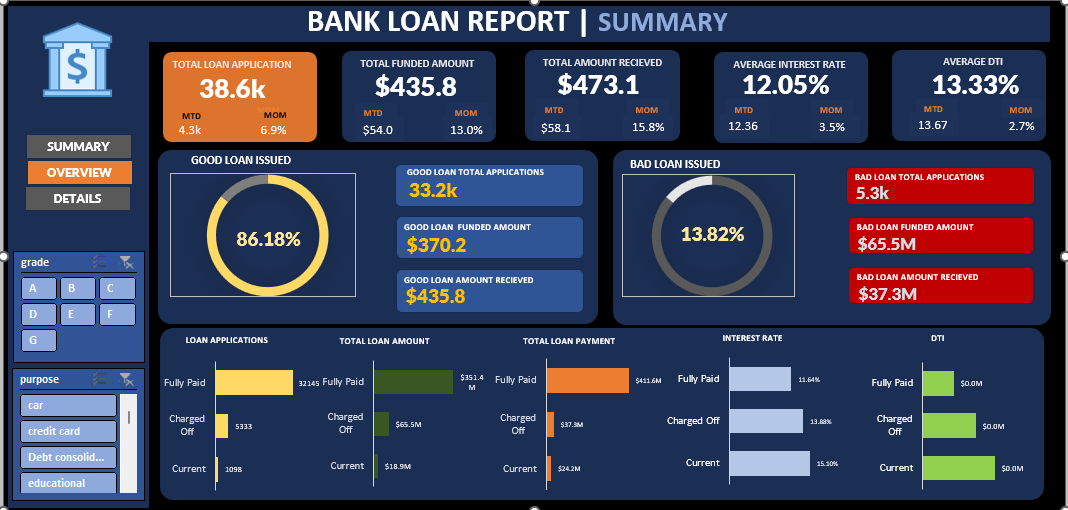 BANK LOAN REPORT | SUMMARY
$
TOTAL LOAN APPLICATION
38.6k
MTD MOM
4.3k 6.9%
TOTAL FUNDED AMOUNT
$435.8
MTD MOM
$54.0 13.0%
TOTAL AMOUNT RECIEVED
$473.1
MTD MOM
$58.1 15.8%
AVERAGE INTEREST RATE
12.05%
MTD MOM
12.36 3.5%
AVERAGE DTI
13.33%
MTD MOM
13.67 2.7%
SUMMARY
OVERVIEW
DETAILS
GOOD LOAN ISSUED
86.18%
GOOD LOAN TOTAL APPLICATIONS
33.2k
GOOD LOAN FUNDED AMOUNT
$370.2
GOOD LOAN AMOUNT RECIEVED
$435.8
BAD LOAN ISSUED
13.82%
BAD LOAN TOTAL APPLICATIONS
5.3k
BAD LOAN FUNDED AMOUNT
$65.5M
BAD LOAN AMOUNT RECIEVED
$37.3M
grade
A B C
D E F
G
purpose
car
credit card
Debt consolid...
educational
LOAN APPLICATIONS
Fully Paid 32145
Charged
Off
5333
Current 1098
TOTAL LOAN AMOUNT
Fully Paid $351.4
M
Charged
Off
$65.5M
Current $18.9M
TOTAL LOAN PAYMENT
Fully Paid $411.6M
Charged
Off
$37.3M
Current $24.2M
INTEREST RATE
Fully Paid 11.64%
Charged Off 13.88%
Current 15.10%
DTI
Fully Paid $0.0M
Charged
Off
$0.0M
Current $0.0M